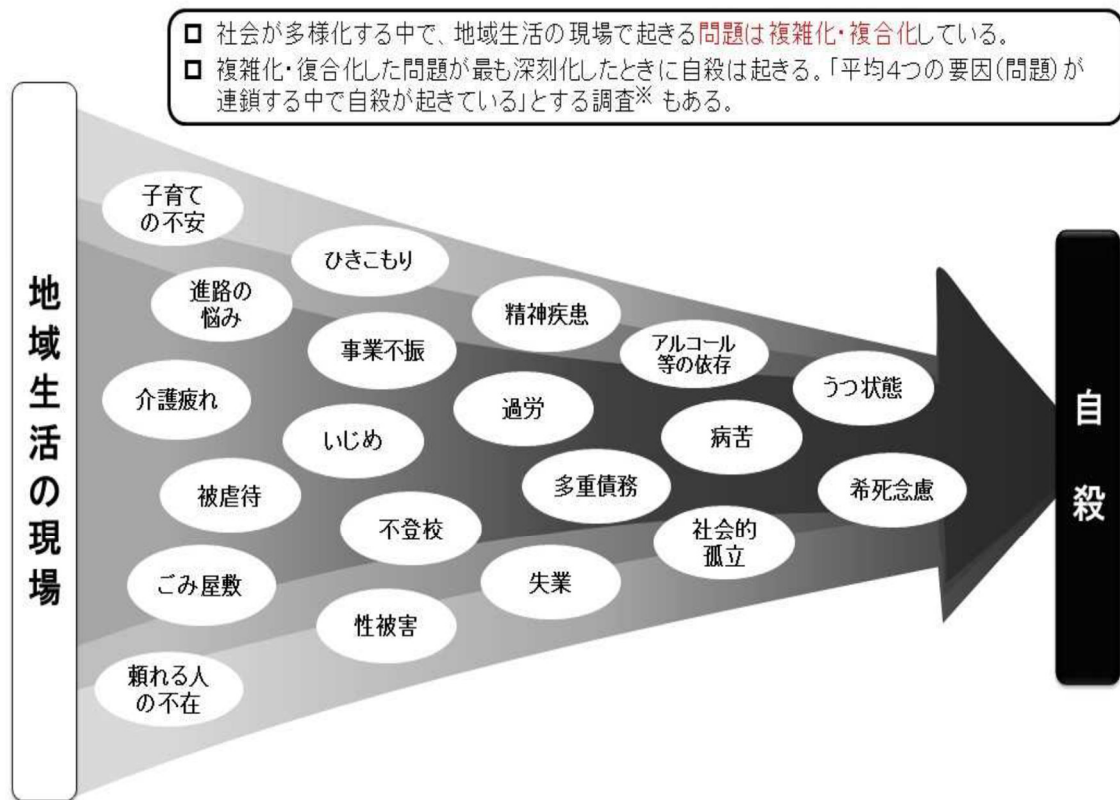 □ 社会が多様化する中で、地域生活の現場で起きる問題は複雑化・複合化している。
□ 複雑化・復合化した問題が最も深刻化したときに自殺は起きる。「平均4つの要因(問題)が
連鎖する中で自殺が起きている」とする調査※ もある。
地域生活の現場
子育て
の不安
ひきこもり
進路の
悩み
精神疾患
事業不振
アルコール
等の依存
うつ状態
介護疲れ
過労
いじめ
病苦
被虐待
多重債務
希死念慮
不登校
社会的
孤立
ごみ屋敷
失業
性被害
頼れる人
の不在
自殺